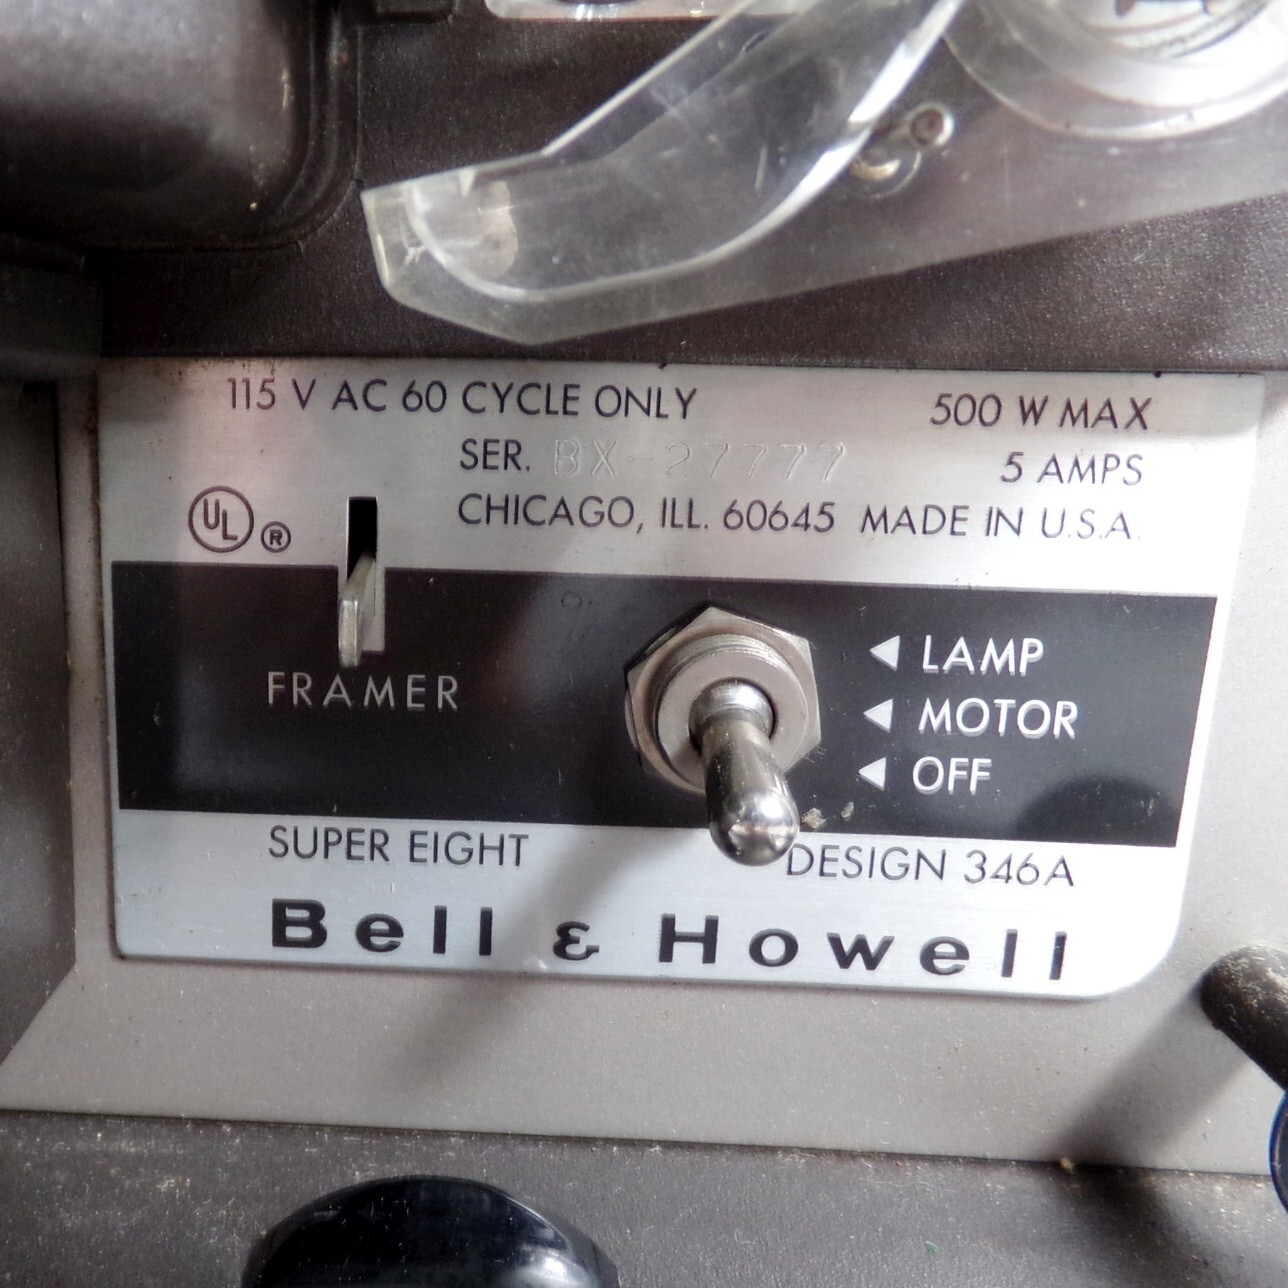 115 V AC 60 CYCLE ONLY 500 W MAX
SER. BX-27777 5 AMPS
UL ® CHICAGO, ILL. 60645 MADE IN U.S.A.
LAMP
FRAMER MOTOR
OFF
SUPER EIGHT DESIGN 346A
Bell & Howell